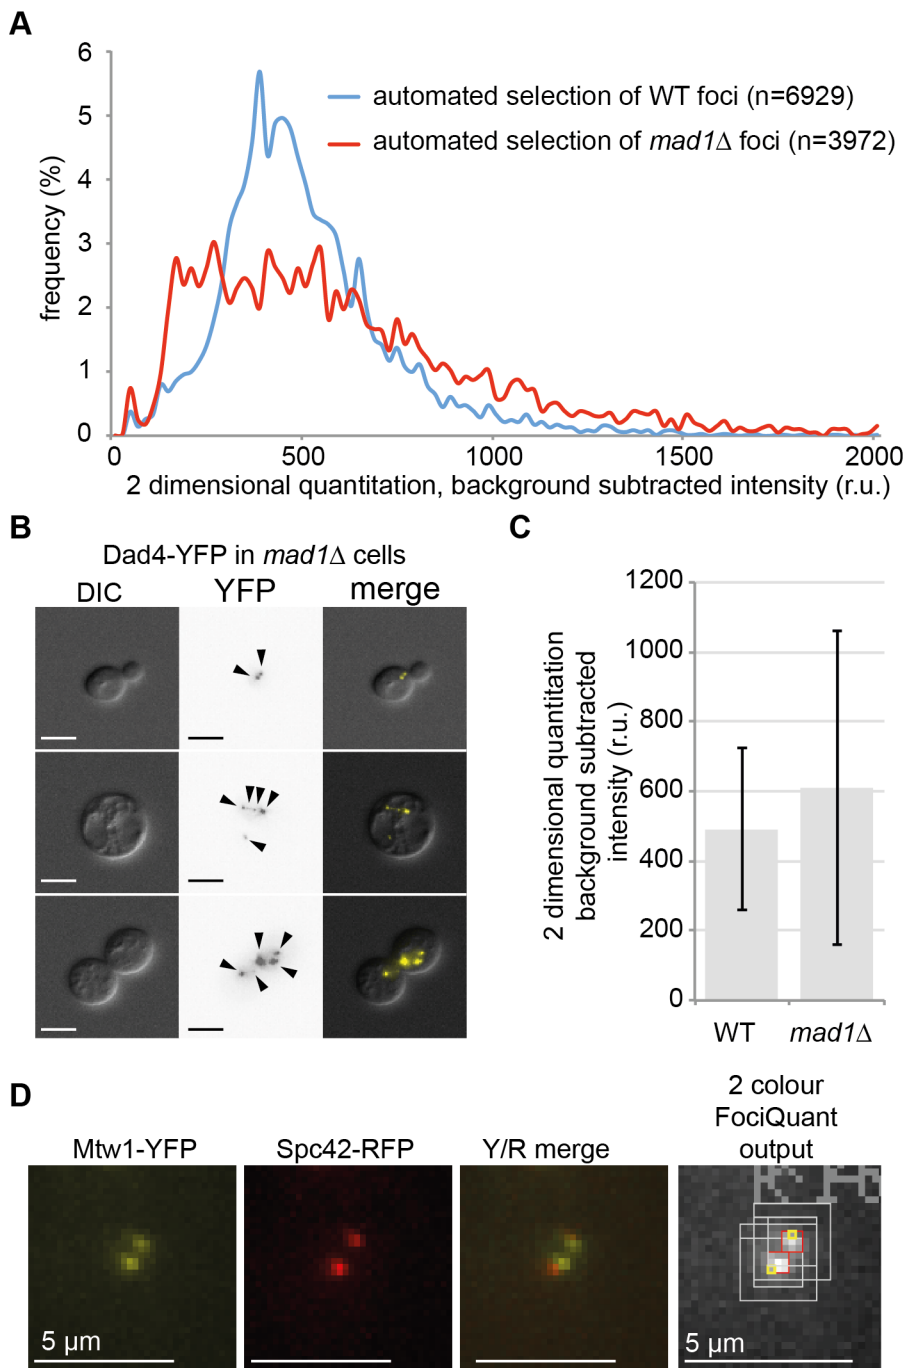 A
6
5
4
3
2
1
0
frequency (%)
automated selection of WT foci (n=6929)
automated selection of mad1Δ foci (n=3972)
0 500 1000 1500 2000
2 dimensional quantitation, background subtracted intensity (r.u.)
B
Dad4-YFP in mad1Δ cells
DIC YFP merge
C
2 dimensional quantitation
background subtracted
intensity (r.u.)
1200
1000
800
600
400
200
0
WT mad1Δ
D
Mtw1-YFP
Spc42-RFP
Y/R merge
2 colour
FociQuant
output
5 μm
5 μm